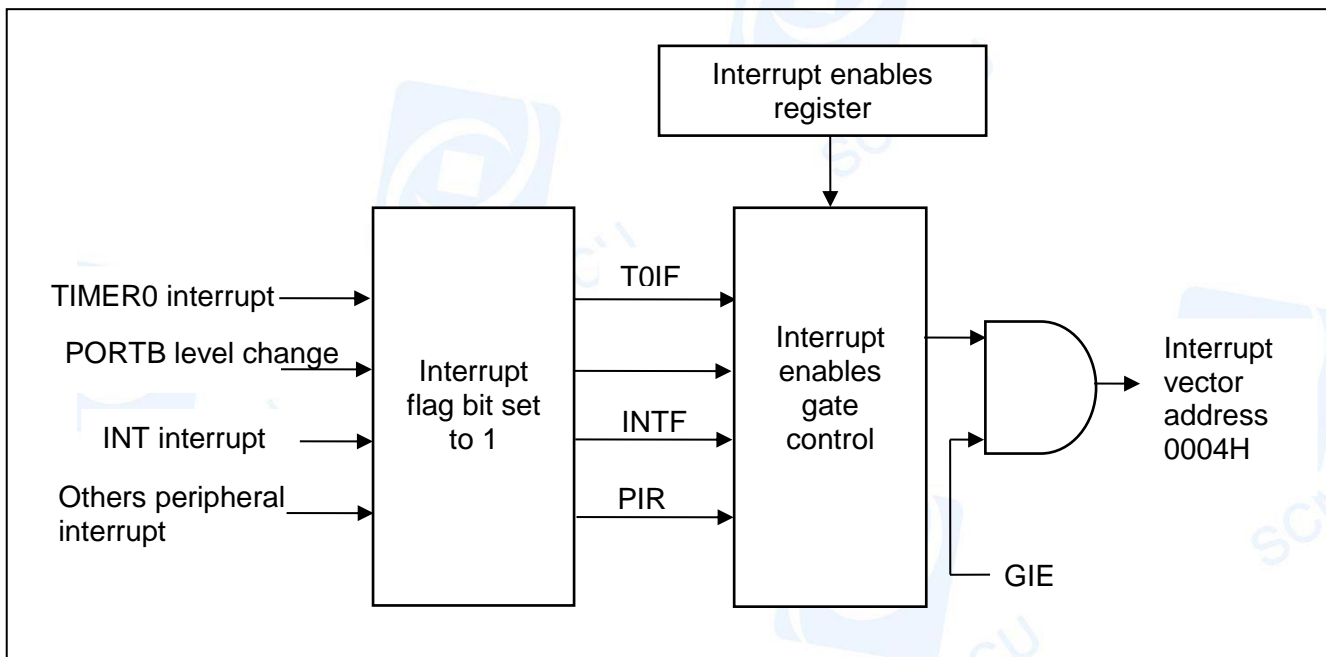 Interrupt enables
register
TIMER0 interrupt
PORTB level change
INT interrupt
Others peripheral
interrupt
Interrupt
flag bit set
to 1
T0IF
INTF
PIR
Interrupt
enables
gate
control
GIE
Interrupt
vector
address
0004H